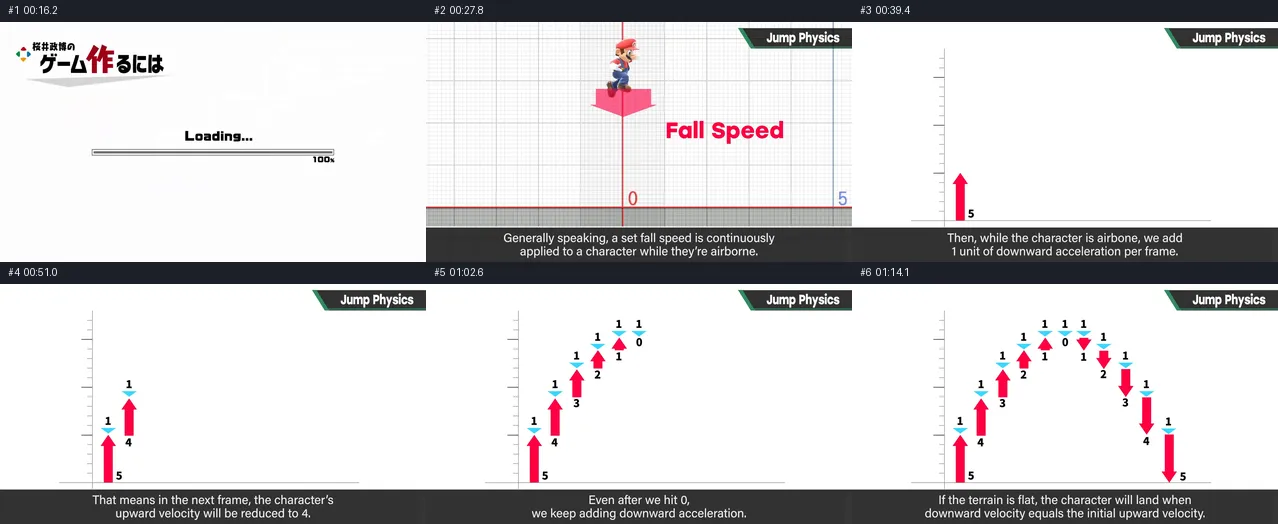 #1 00:16.2
桜井政博の
ゲーム作るには
Loading...
100%
#2 00:27.8
Jump Physics
Fall Speed
0
5
Generally speaking, a set fall speed is continuously
applied to a character while they're airborne.
#3 00:39.4
Jump Physics
5
Then, while the character is airbone, we add
1 unit of downward acceleration per frame.
#4 00:51.0
Jump Physics
1
1
4
5
That means in the next frame, the character's
upward velocity will be reduced to 4.
#5 01:02.6
Jump Physics
1 1
1 0
1 1
1 2
1 3
4
5
Even after we hit 0,
we keep adding downward acceleration.
#6 01:14.1
Jump Physics
1 1 1
0
1 1 1 1
1 2 2 1
1 3 3 1
4 4
5 5
If the terrain is flat, the character will land when
downward velocity equals the initial upward velocity.